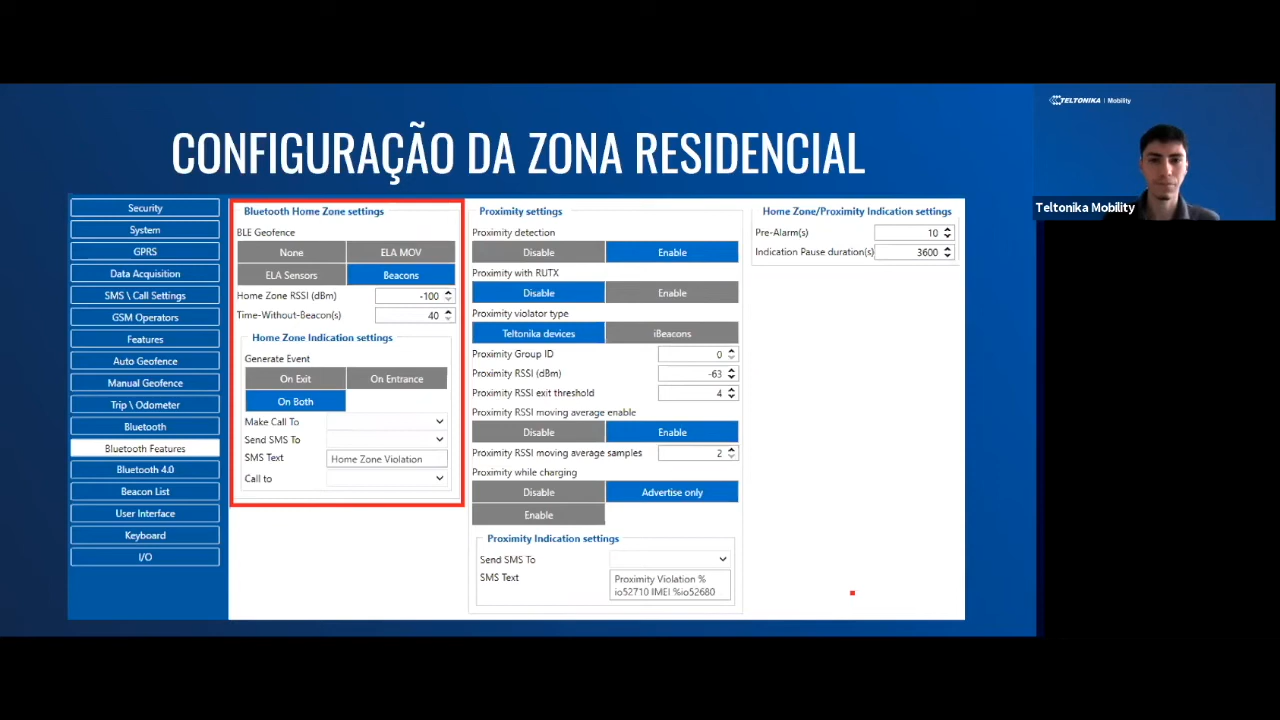 CONFIGURAÇÃO DA ZONA RESIDENCIAL
TELTONIKA | Mobility
Teltonika Mobility
Security
System
GPRS
Data Acquisition
SMS \ Call Settings
GSM Operators
Features
Auto Geofence
Manual Geofence
Trip \ Odometer
Bluetooth
Bluetooth Features
Bluetooth 4.0
Beacon List
User Interface
Keyboard
I/O
Bluetooth Home Zone settings
BLE Geofence
None ELA MOV
ELA Sensors Beacons
Home Zone RSSI (dBm) -100
Time-Without-Beacon(s) 40
Home Zone Indication settings
Generate Event
On Exit On Entrance
On Both
Make Call To
Send SMS To
SMS Text Home Zone Violation
Call to
Proximity settings
Proximity detection
Disable Enable
Proximity with RUTX
Disable Enable
Proximity violator type
Teltonika devices iBeacons
Proximity Group ID 0
Proximity RSSI (dBm) -63
Proximity RSSI exit threshold 4
Proximity RSSI moving average enable
Disable Enable
Proximity RSSI moving average samples 2
Proximity while charging
Disable Advertise only
Enable
Proximity Indication settings
Send SMS To
SMS Text Proximity Violation %
io52710 IMEI %io52680
Home Zone/Proximity Indication settings
Pre-Alarm(s) 10
Indication Pause duration(s) 3600